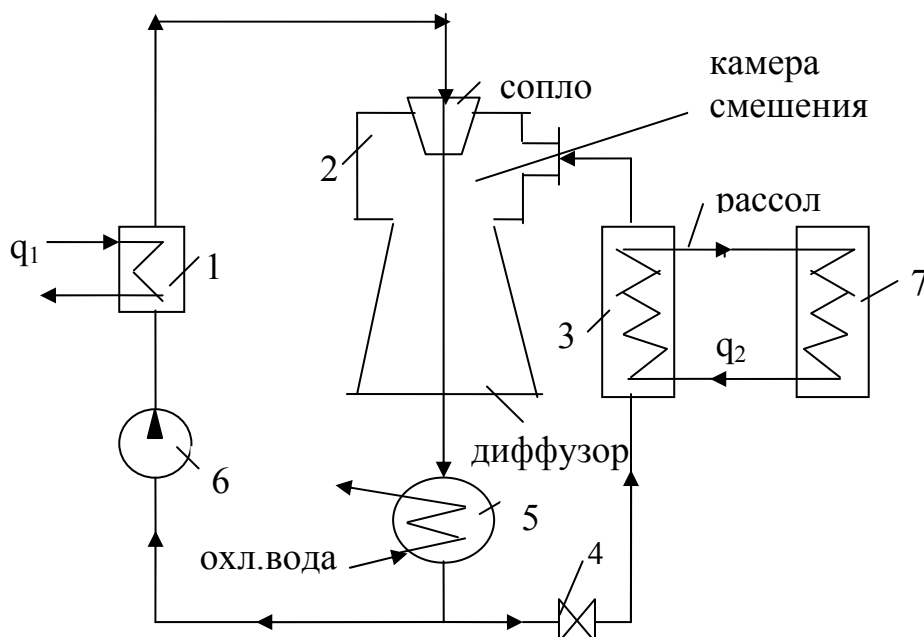 сопло
камера
смешения
2
рассол
q₁
1
3
7
q₂
диффузор
6
5
охл.вода
4